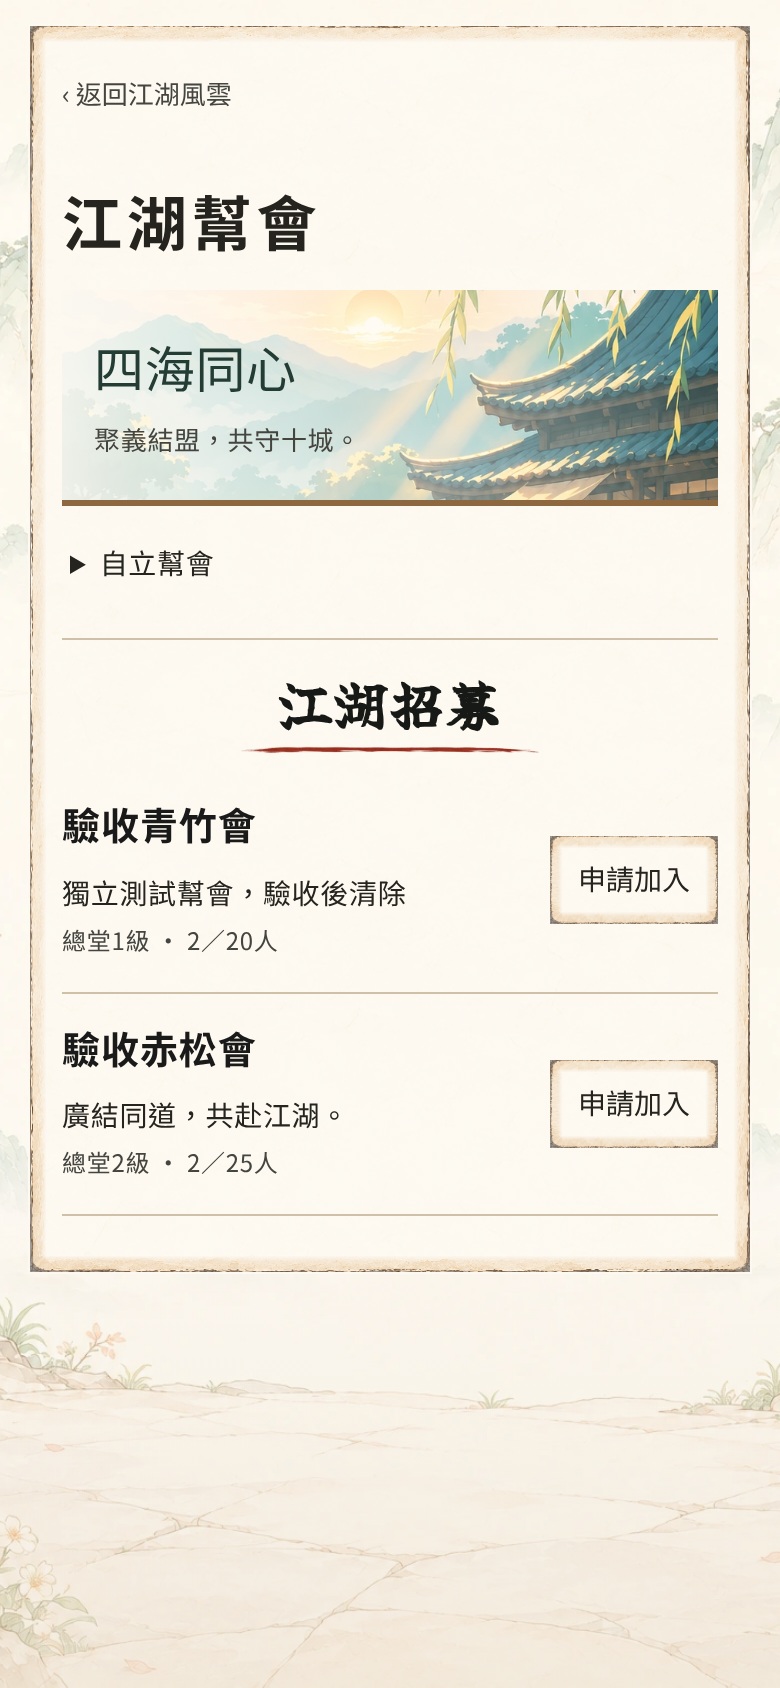 ‹ 返回江湖風雲
江湖幫會
四海同心
聚義結盟，共守十城。
▶ 自立幫會
江湖招募
驗收青竹會
獨立測試幫會，驗收後清除
總堂1級 · 2／20人
申請加入
驗收赤松會
廣結同道，共赴江湖。
總堂2級 · 2／25人
申請加入